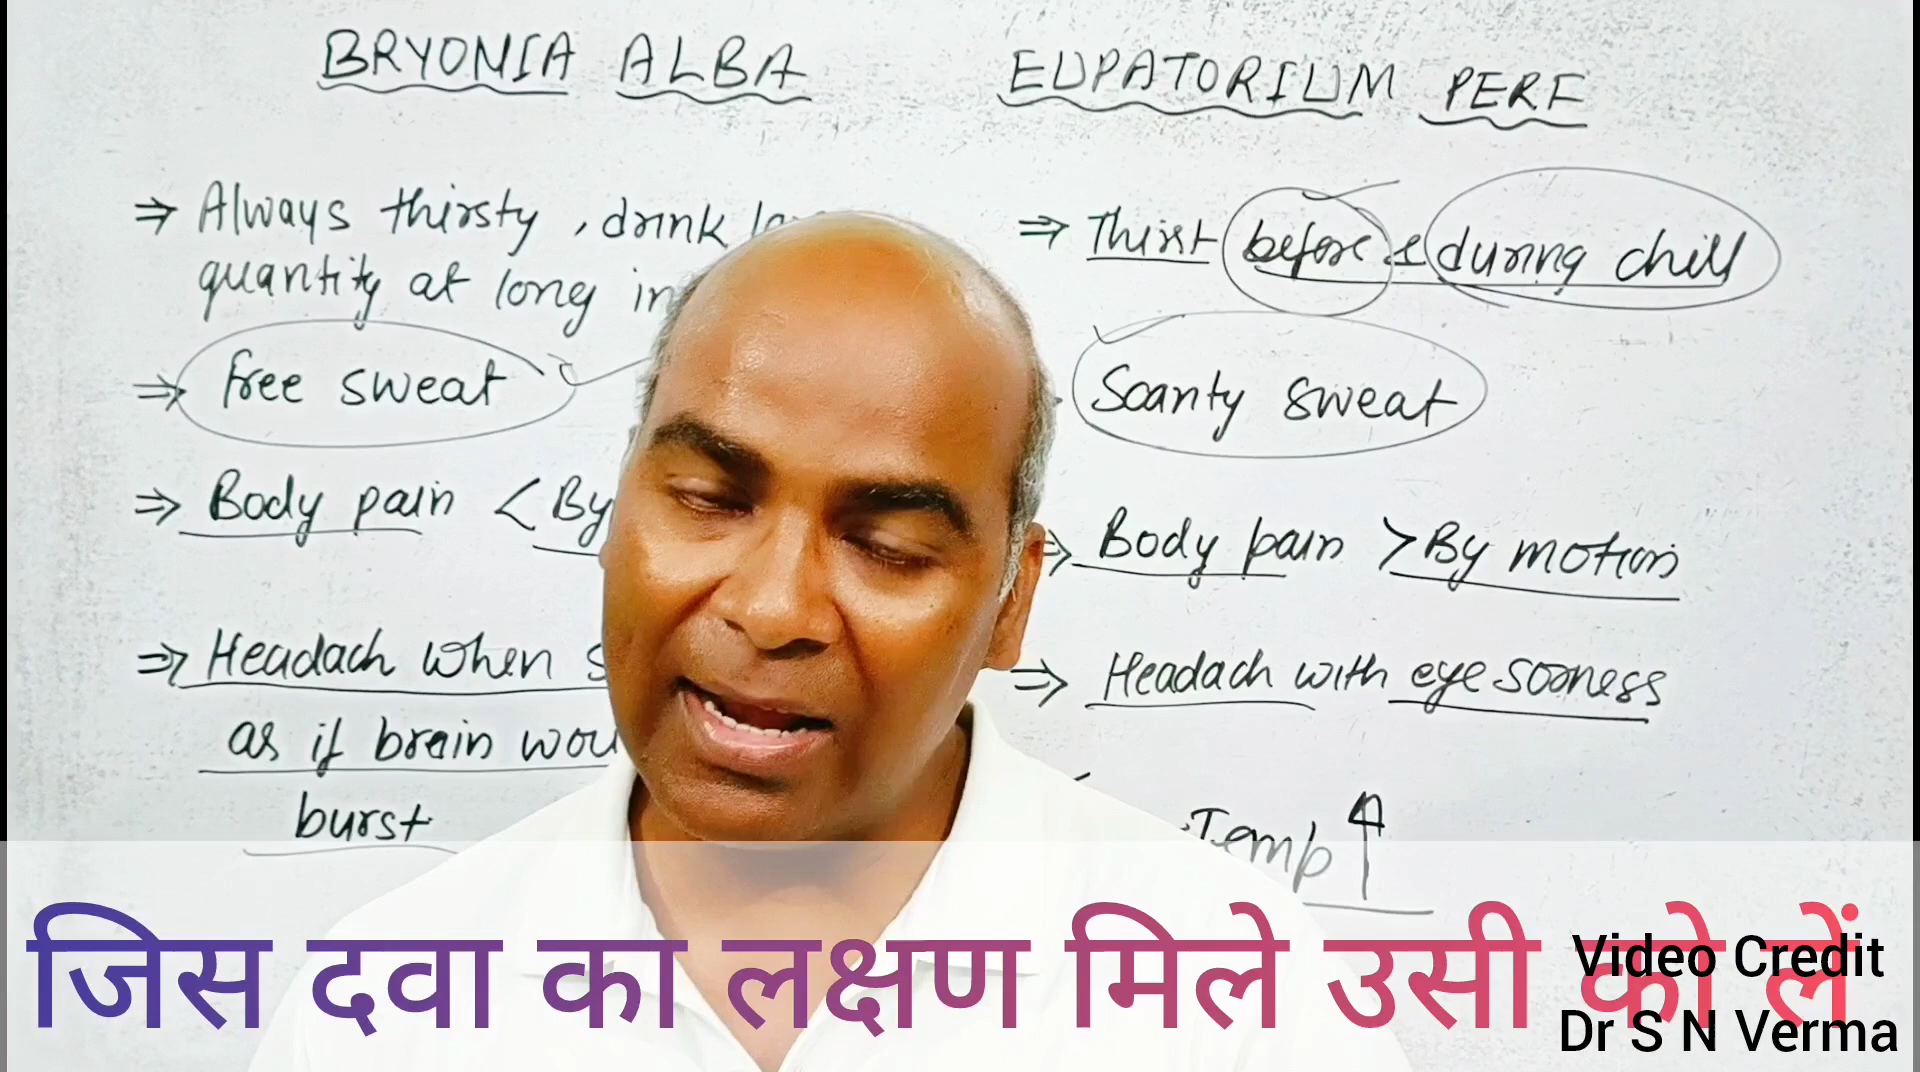 BRYONIA ALBA
⇒ Always thirsty, drink
quantity at long
⇒ Free sweat
⇒ Body pain < By
⇒ Headach when
as if brain
burst
EUPATORIUM PERF
⇒ Thirst before & during chill
Scanty sweat
⇒ Body pain > By motion
⇒ Headach with eye soorness
Temp ↑
जिस दवा का लक्षण मिले उसी को लें
Video Credit
Dr S N Verma